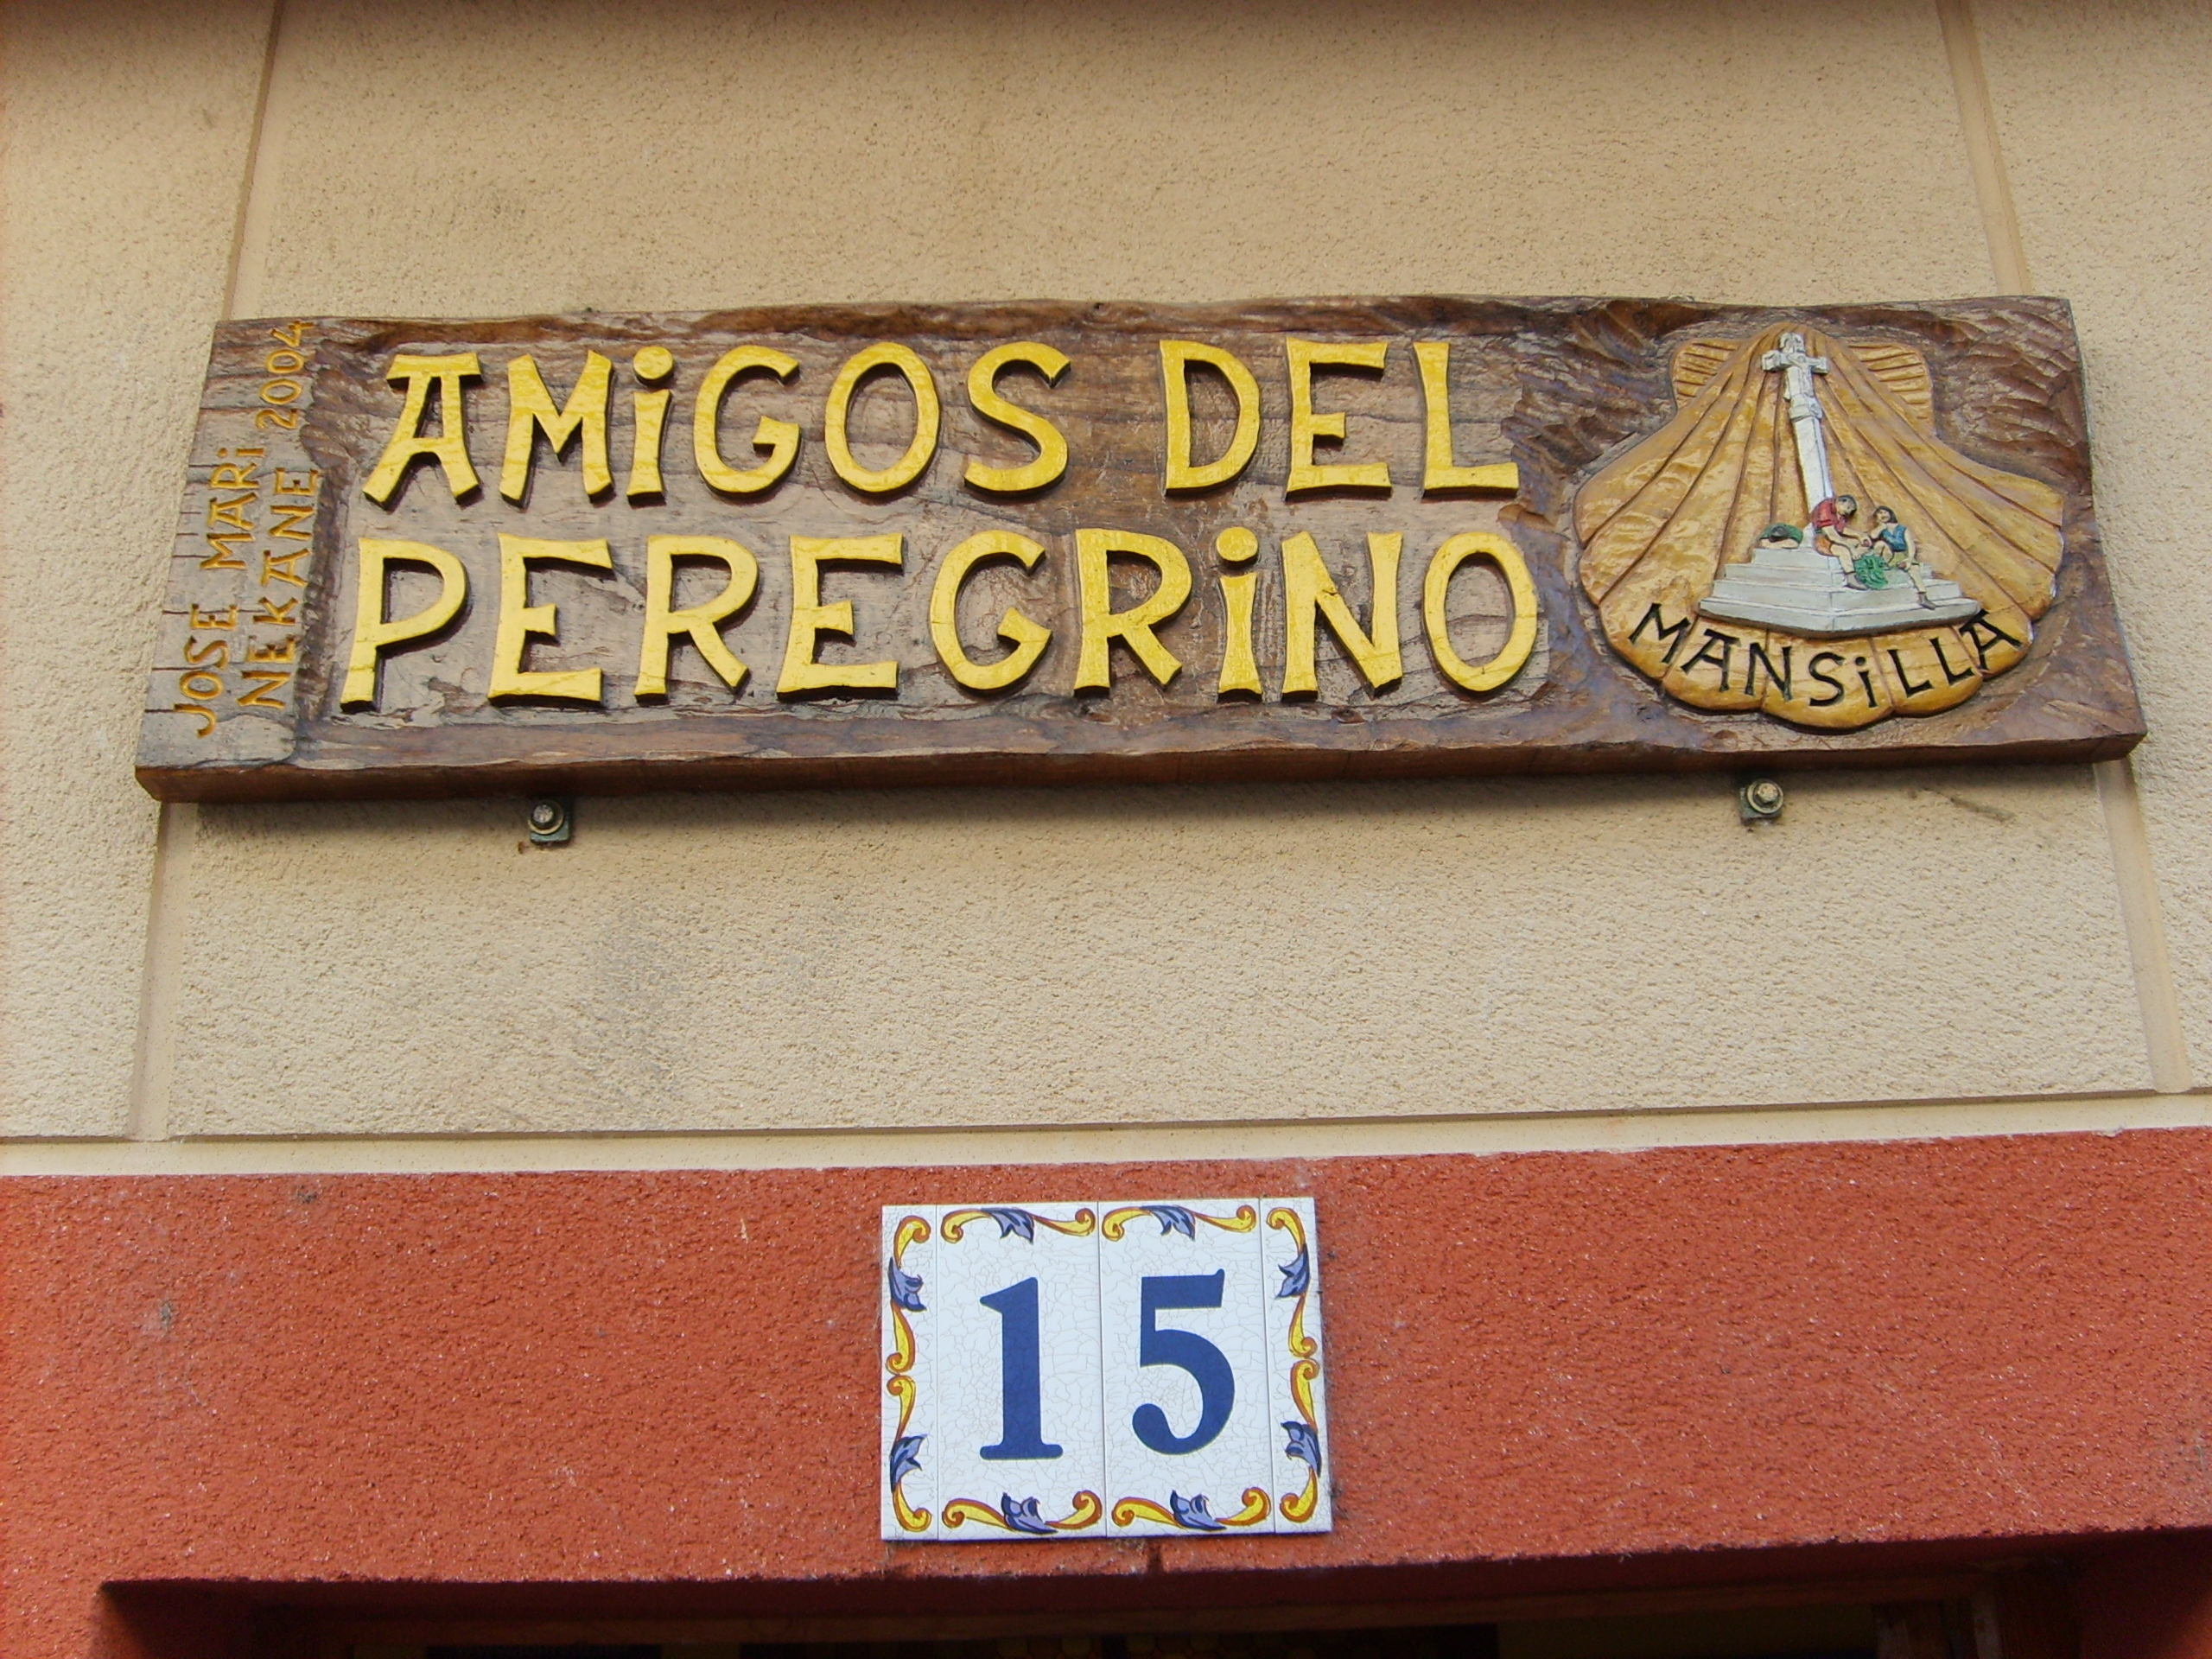 JOSE MARi 2004
NEKANE
AMiGOS DEL
PEREGRiNO
MANSiLLA
15